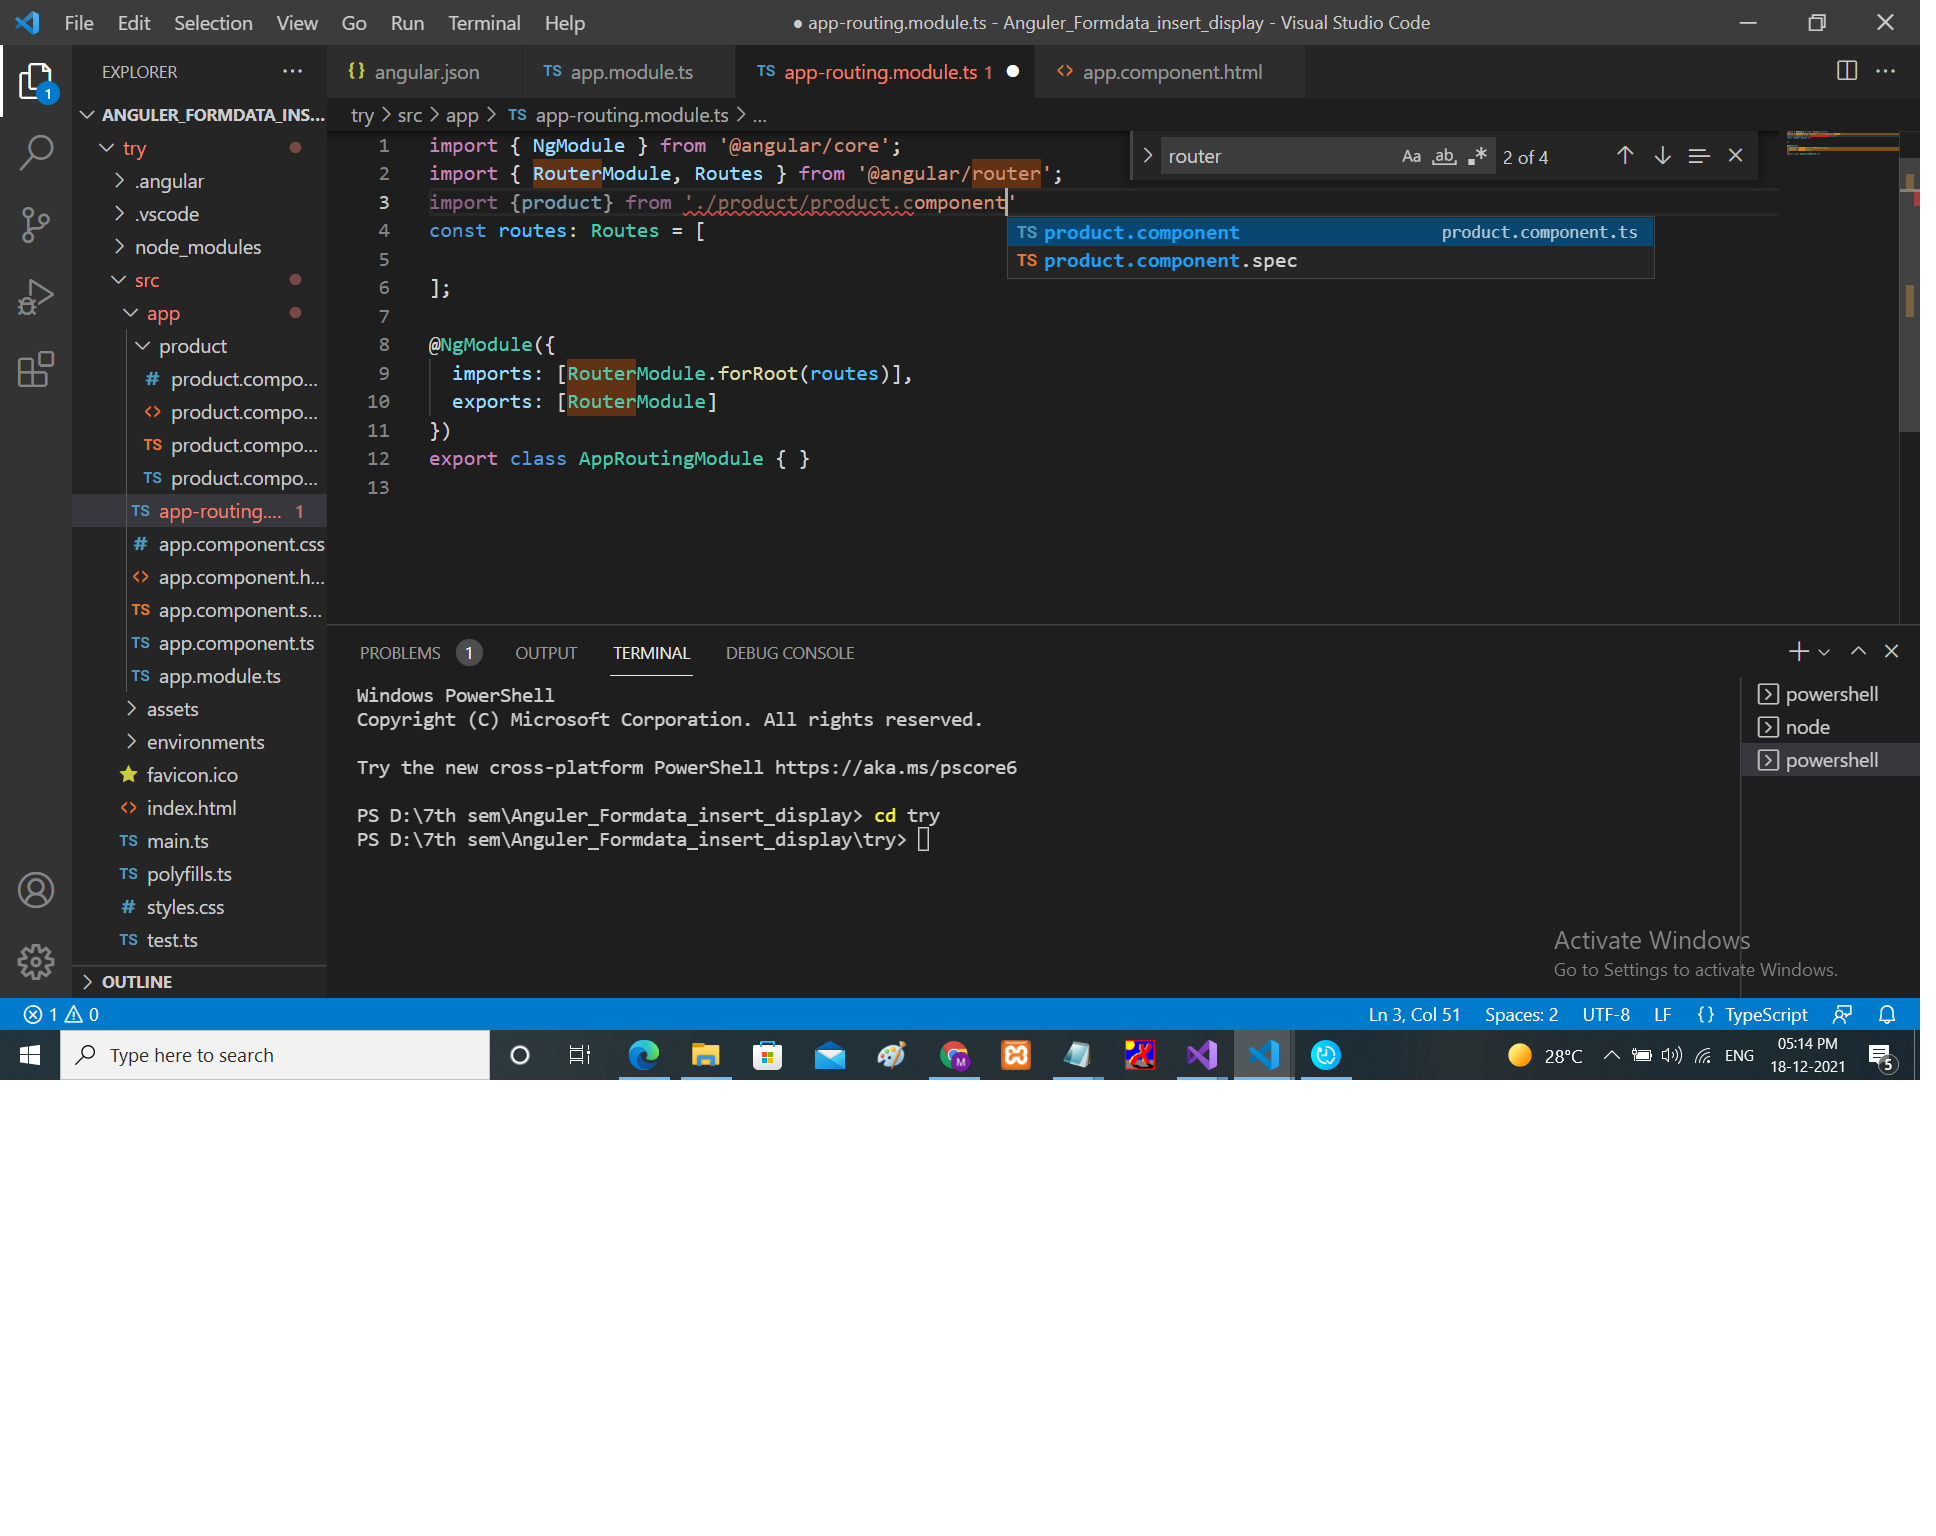 File Edit Selection View Go Run Terminal Help ● app-routing.module.ts - Anguler_Formdata_insert_display - Visual Studio Code
EXPLORER
{} angular.json TS app.module.ts TS app-routing.module.ts 1 <> app.component.html
1
ANGULER_FORMDATA_INS...
try > src > app > TS app-routing.module.ts > ...
try
.angular
.vscode
node_modules
src
app
product
# product.compo...
<> product.compo...
TS product.compo...
TS product.compo...
TS app-routing.... 1
# app.component.css
<> app.component.h...
TS app.component.s...
TS app.component.ts
TS app.module.ts
assets
environments
favicon.ico
<> index.html
TS main.ts
TS polyfills.ts
# styles.css
TS test.ts
OUTLINE
1 import { NgModule } from '@angular/core';
2 import { RouterModule, Routes } from '@angular/router';
3 import {product} from './product/product.component'
4 const routes: Routes = [
5
6 ];
7
8 @NgModule({
9 imports: [RouterModule.forRoot(routes)],
10 exports: [RouterModule]
11 })
12 export class AppRoutingModule { }
13
router Aa ab .* 2 of 4
TS product.component product.component.ts
TS product.component.spec
PROBLEMS 1 OUTPUT TERMINAL DEBUG CONSOLE
Windows PowerShell
Copyright (C) Microsoft Corporation. All rights reserved.
Try the new cross-platform PowerShell https://aka.ms/pscore6
PS D:\7th sem\Anguler_Formdata_insert_display> cd try
PS D:\7th sem\Anguler_Formdata_insert_display\try>
powershell
node
powershell
Activate Windows
Go to Settings to activate Windows.
1 0 Ln 3, Col 51 Spaces: 2 UTF-8 LF {} TypeScript
Type here to search
M
28°C ENG
05:14 PM
18-12-2021
5